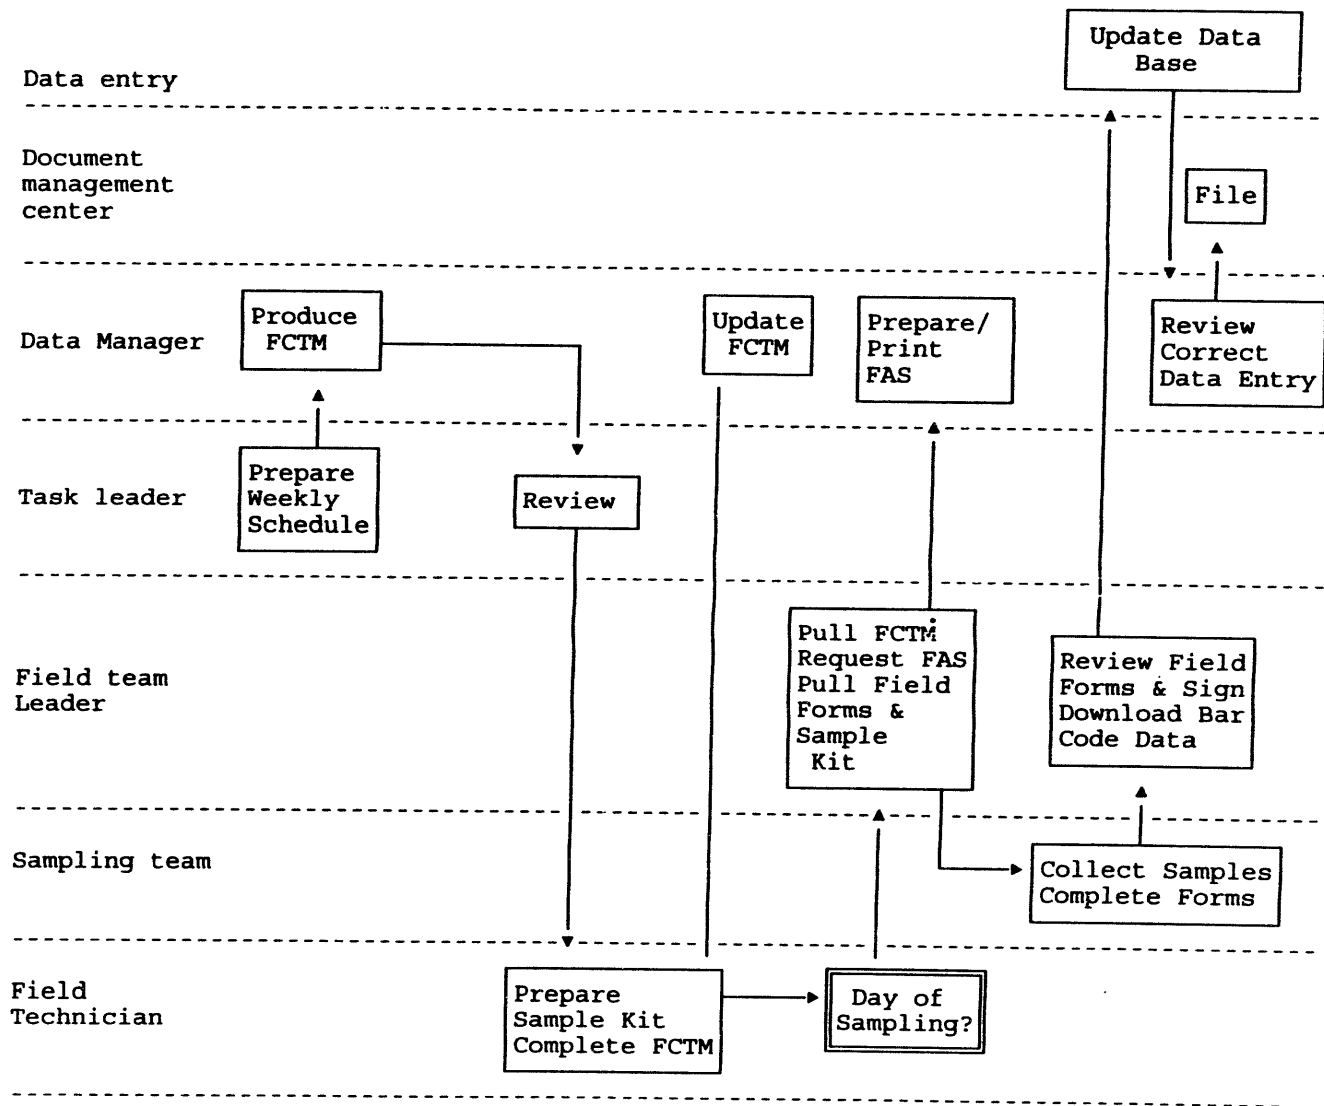 Update Data
Base
Data entry
Document
management
center
File
Data Manager
Produce
FCTM
Update
FCTM
Prepare/
Print
FAS
Review
Correct
Data Entry
Task leader
Prepare
Weekly
Schedule
Review
Field team
Leader
Pull FCTM
Request FAS
Pull Field
Forms &
Sample
Kit
Review Field
Forms & Sign
Download Bar
Code Data
Sampling team
Collect Samples
Complete Forms
Field
Technician
Prepare
Sample Kit
Complete FCTM
Day of
Sampling?